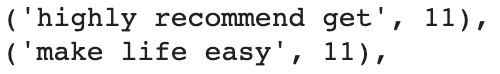 ('highly recommend get', 11),
('make life easy', 11),